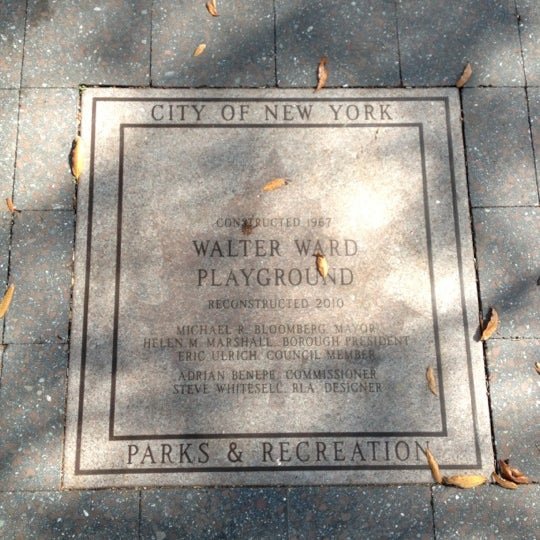 CITY OF NEW YORK
CONSTRUCTED 1967
WALTER WARD
PLAYGROUND
RECONSTRUCTED 2010
MICHAEL R. BLOOMBERG, MAYOR
HELEN M. MARSHALL, BOROUGH PRESIDENT
ERIC ULRICH, COUNCIL MEMBER
ADRIAN BENEPE, COMMISSIONER
STEVE WHITESELL, RLA, DESIGNER
PARKS & RECREATION